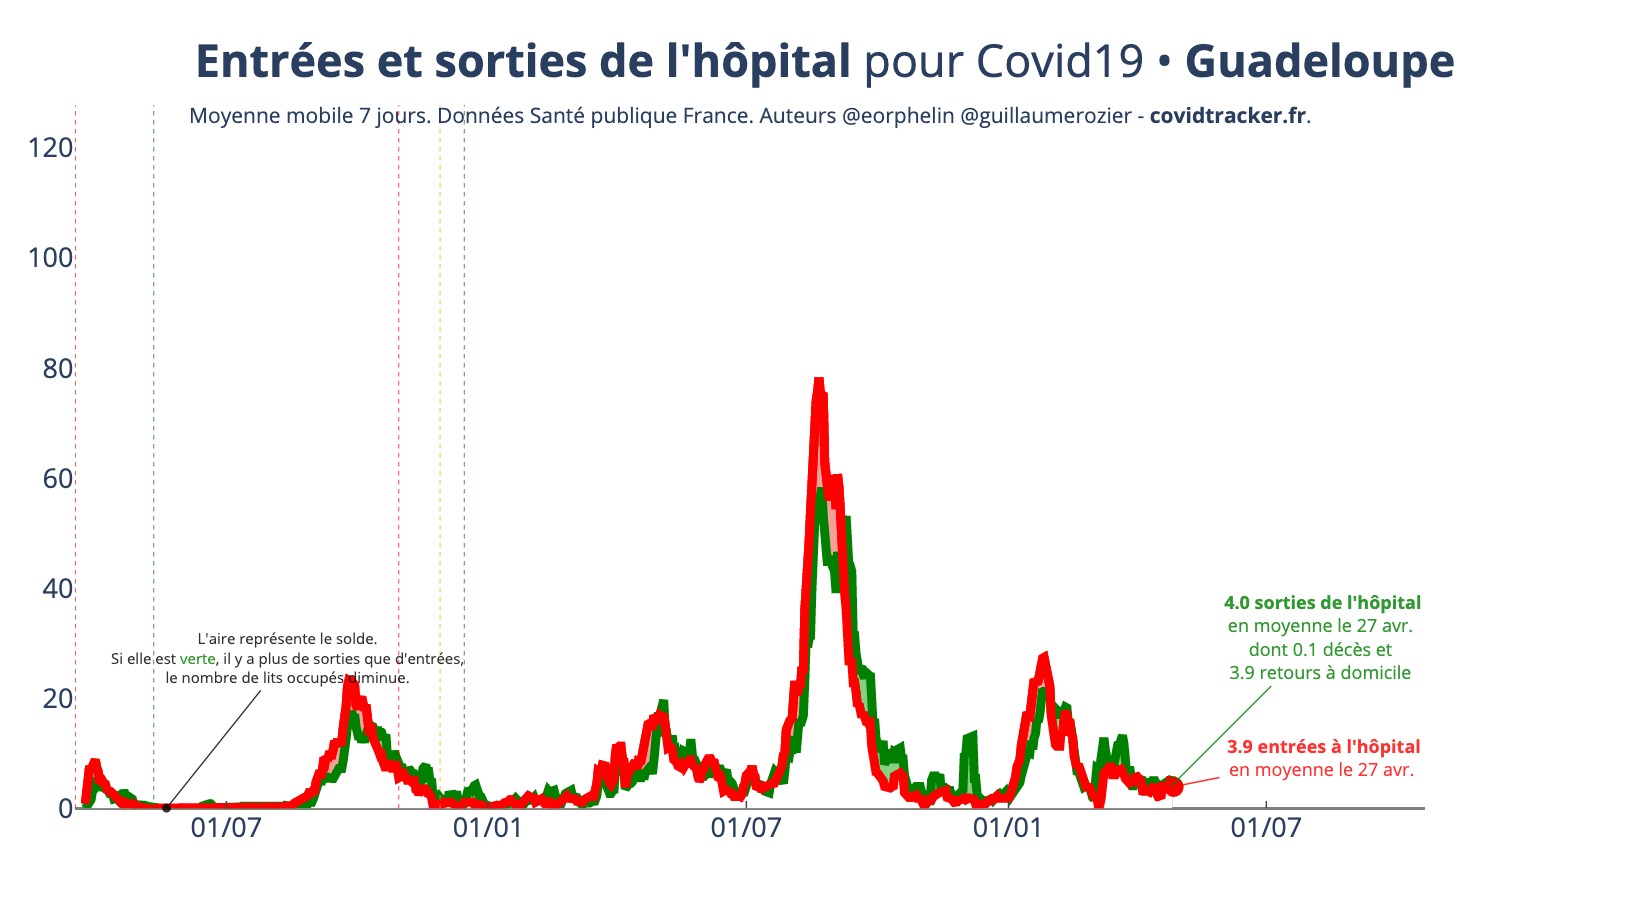 Entrées et sorties de l'hôpital pour Covid19 • Guadeloupe
Moyenne mobile 7 jours. Données Santé publique France. Auteurs @eorphelin @guillaumerozier - covidtracker.fr.
120
100
80
60
40
20
0
L'aire représente le solde.
Si elle est verte, il y a plus de sorties que d'entrées,
le nombre de lits occupés diminue.
4.0 sorties de l'hôpital
en moyenne le 27 avr.
dont 0.1 décès et
3.9 retours à domicile
3.9 entrées à l'hôpital
en moyenne le 27 avr.
01/07 01/01 01/07 01/01 01/07